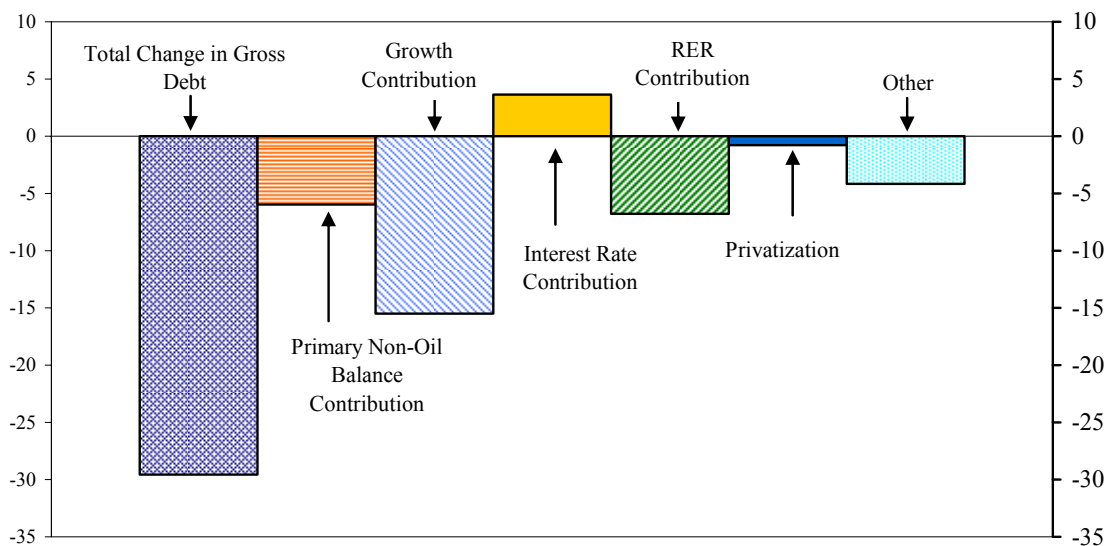 10
5
0
-5
-10
-15
-20
-25
-30
-35
Total Change in Gross
Debt
Growth
Contribution
RER
Contribution
Other
Primary Non-Oil
Balance
Contribution
Interest Rate
Contribution
Privatization
10
5
0
-5
-10
-15
-20
-25
-30
-35